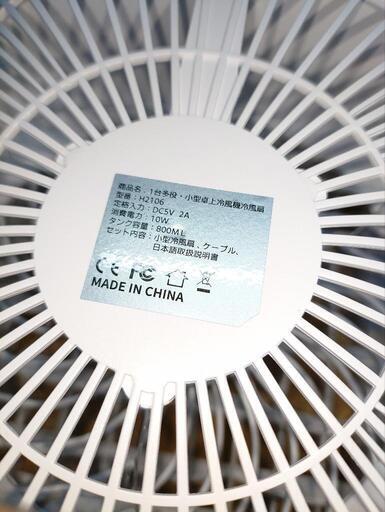 商品名：1台多役・小型卓上冷風機冷風扇
型番：H2106
定格入力：DC5V 2A
消費電力：10W
タンク容量：800ML
セット内容：小型冷風扇、ケーブル、
日本語取扱説明書
CE FC
MADE IN CHINA